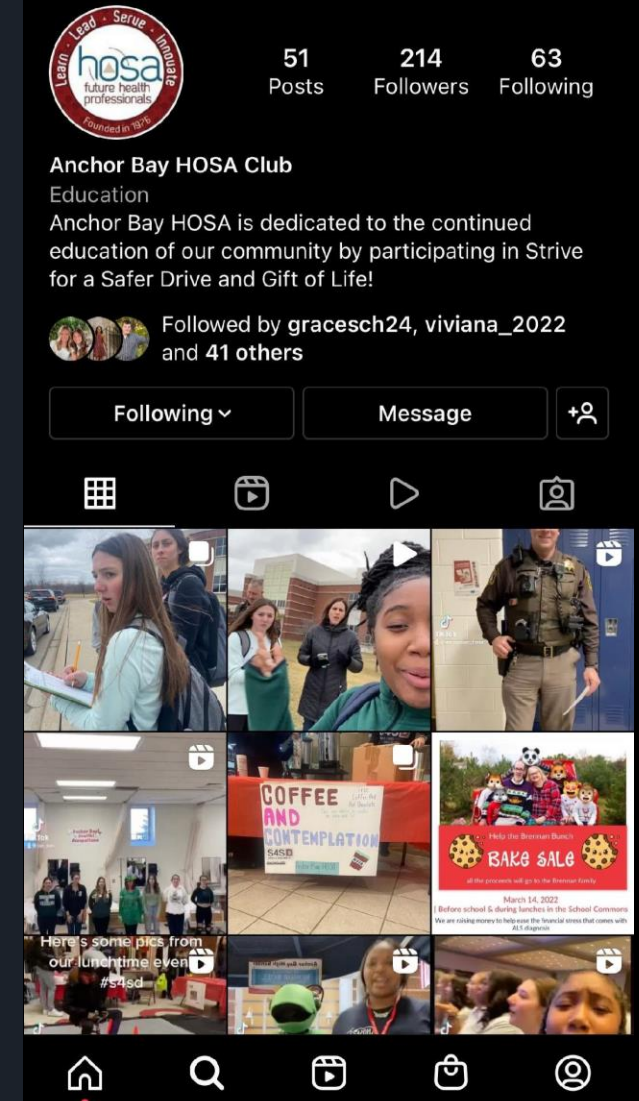 Learn · Lead · Serve · Innovate
hosa
future health
professionals
Founded in 1976
51
Posts
214
Followers
63
Following
Anchor Bay HOSA Club
Education
Anchor Bay HOSA is dedicated to the continued
education of our community by participating in Strive
for a Safer Drive and Gift of Life!
Followed by gracesch24, viviana_2022
and 41 others
Following
Message
COFFEE
AND
CONTEMPLATION
S4SD
Help the Brennan Bunch
BAKE SALE
all the proceeds will go to the Brennan family
March 14, 2022
| Before school & during lunches in the School Commons
We are raising money to help ease the financial stress that comes with
ALS diagnosis
Here's some pics from
our lunchtime event
#s4sd